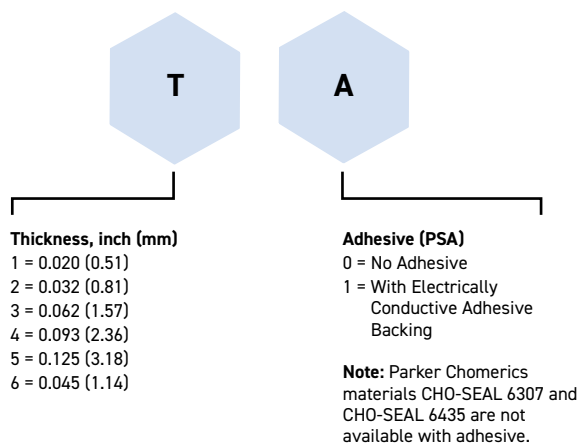 T
A
Thickness, inch (mm)
1 = 0.020 (0.51)
2 = 0.032 (0.81)
3 = 0.062 (1.57)
4 = 0.093 (2.36)
5 = 0.125 (3.18)
6 = 0.045 (1.14)
Adhesive (PSA)
0 = No Adhesive
1 = With Electrically
Conductive Adhesive
Backing
Note: Parker Chomerics
materials CHO-SEAL 6307 and
CHO-SEAL 6435 are not
available with adhesive.